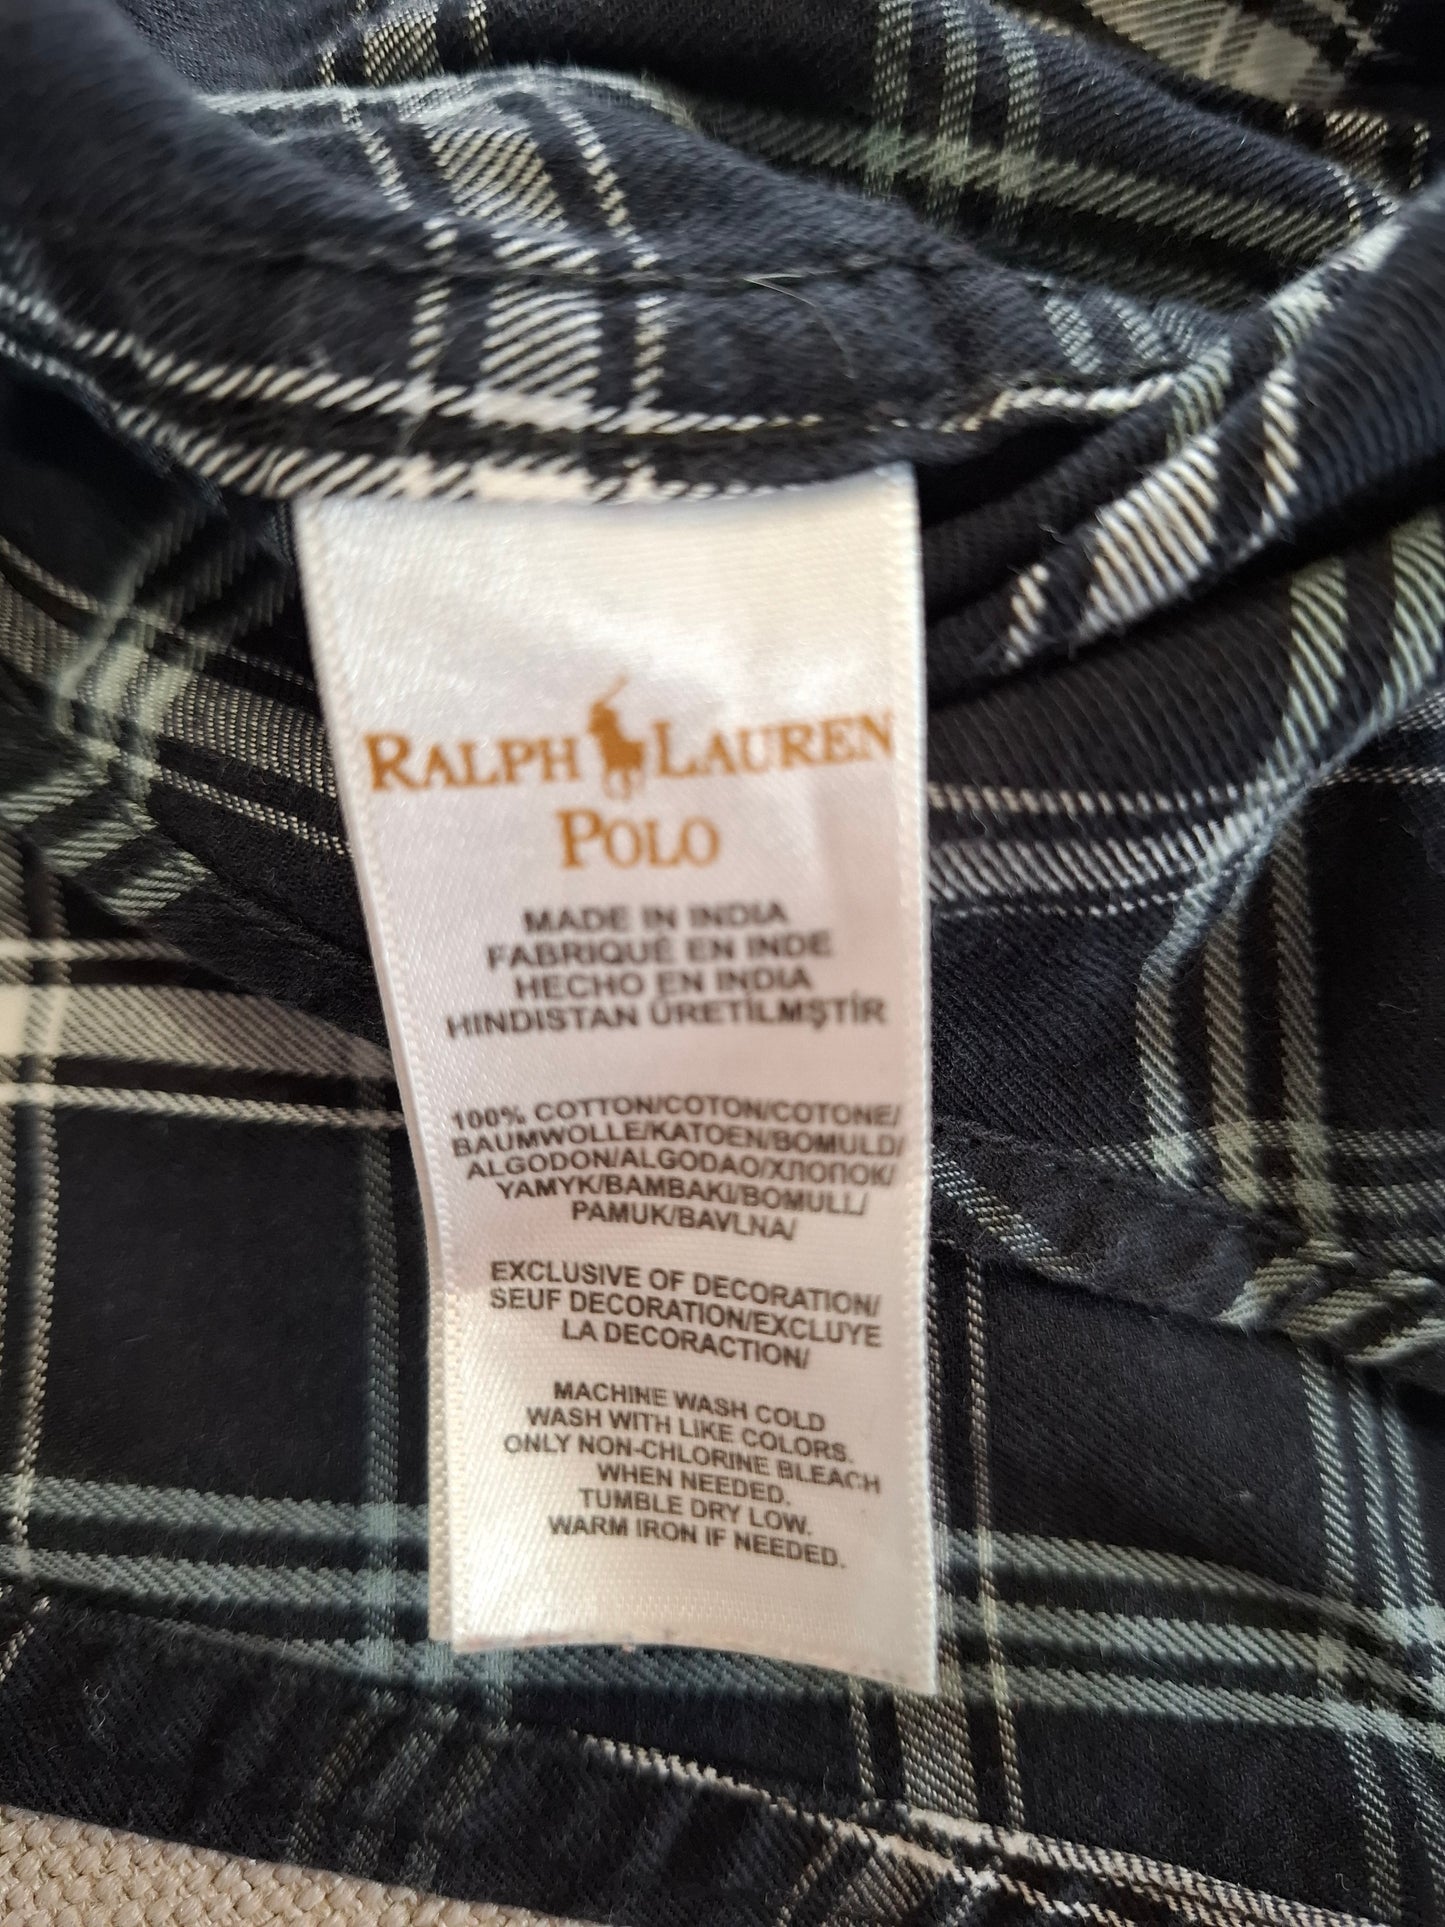 RALPH LAUREN
POLO
MADE IN INDIA
FABRIQUÉ EN INDE
HECHO EN INDIA
HINDISTAN ÜRETİLMŞTİR
100% COTTON/COTON/COTONE/
BAUMWOLLE/KATOEN/BOMULD/
ALGODON/ALGODAO/ХЛОПОК/
YAMYK/BAMBAKI/BOMULL/
PAMUK/BAVLNA/
EXCLUSIVE OF DECORATION/
SEUF DECORATION/EXCLUYE
LA DECORACTION/
MACHINE WASH COLD
WASH WITH LIKE COLORS.
ONLY NON-CHLORINE BLEACH
WHEN NEEDED.
TUMBLE DRY LOW.
WARM IRON IF NEEDED.